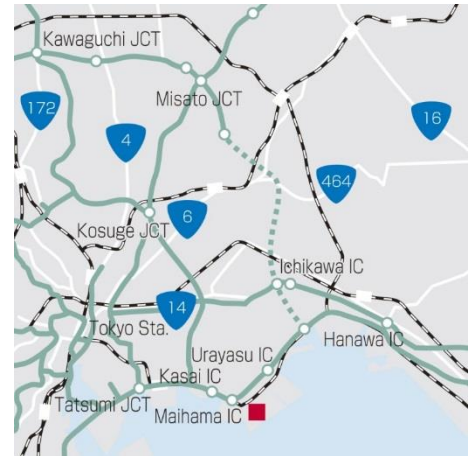 Kawaguchi JCT
Misato JCT
172
4
16
464
6
Kosuge JCT
Ichikawa IC
14
Tokyo Sta.
Hanawa IC
Urayasu IC
Kasai IC
Tatsumi JCT
Maihama IC